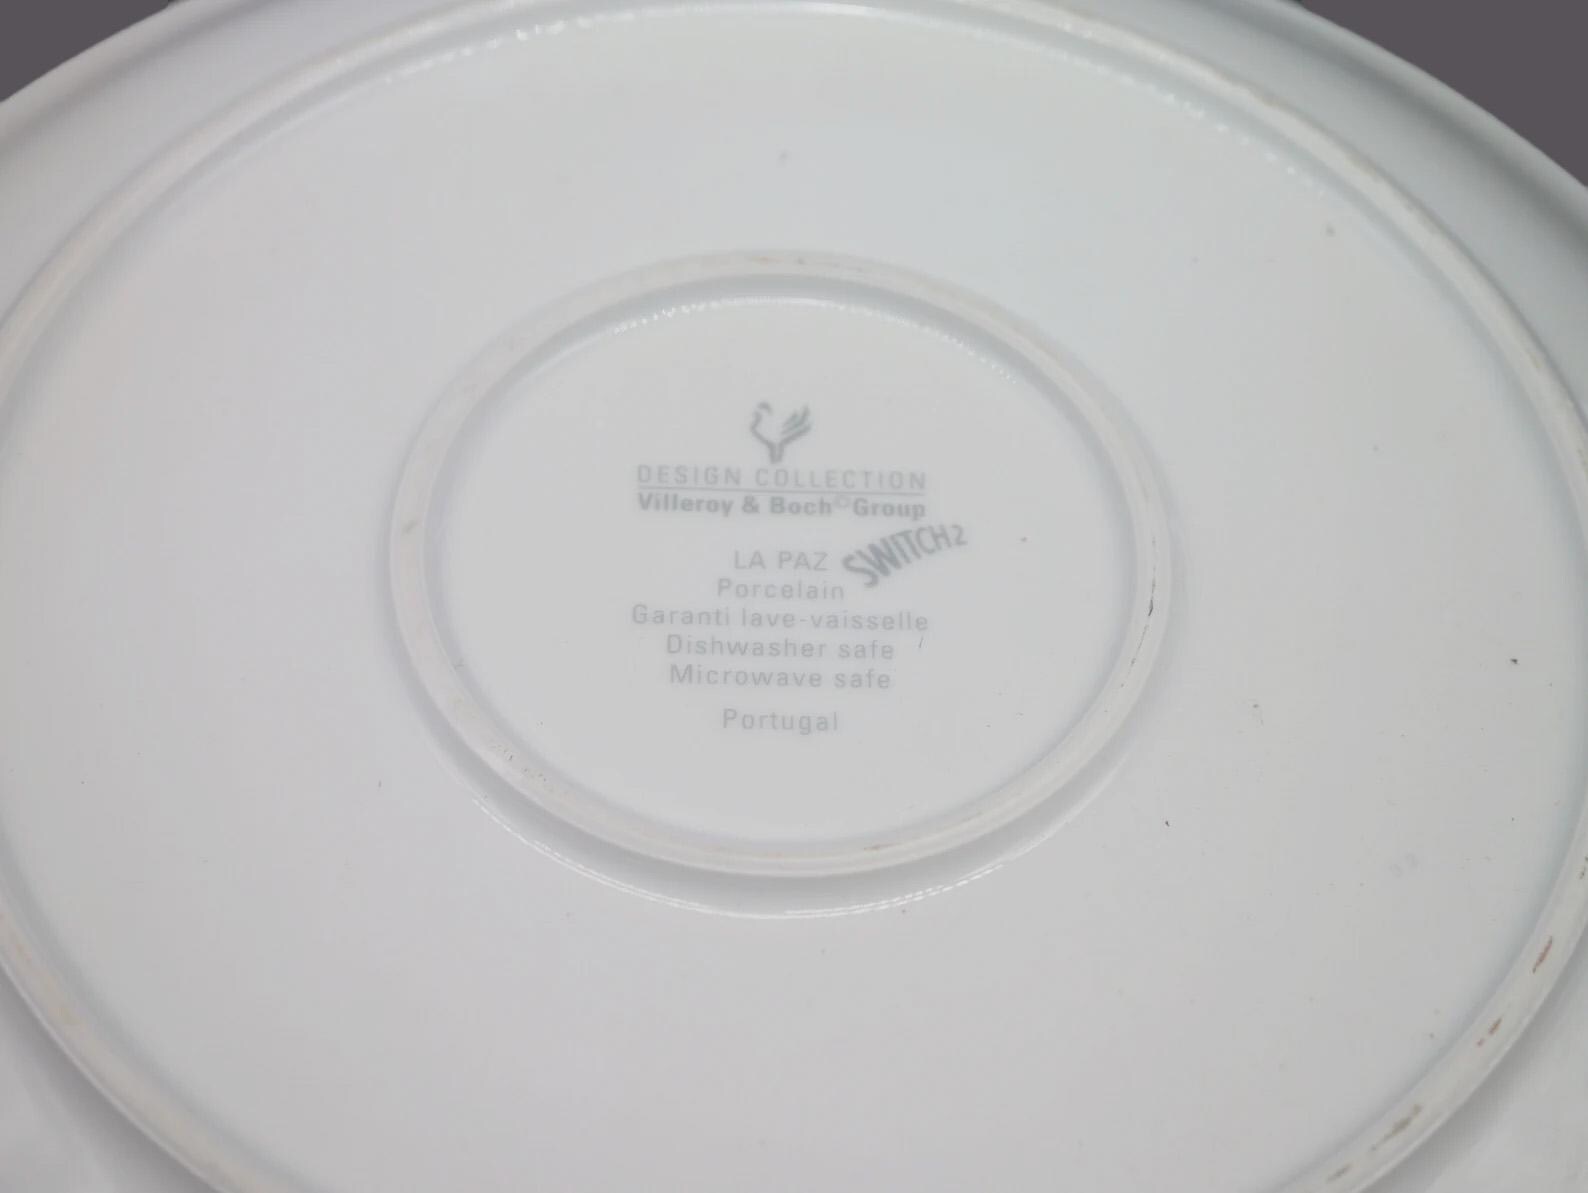 DESIGN COLLECTION
Villeroy & Boch© Group
LA PAZ SWITCH2
Porcelain
Garanti lave-vaisselle
Dishwasher safe
Microwave safe
Portugal